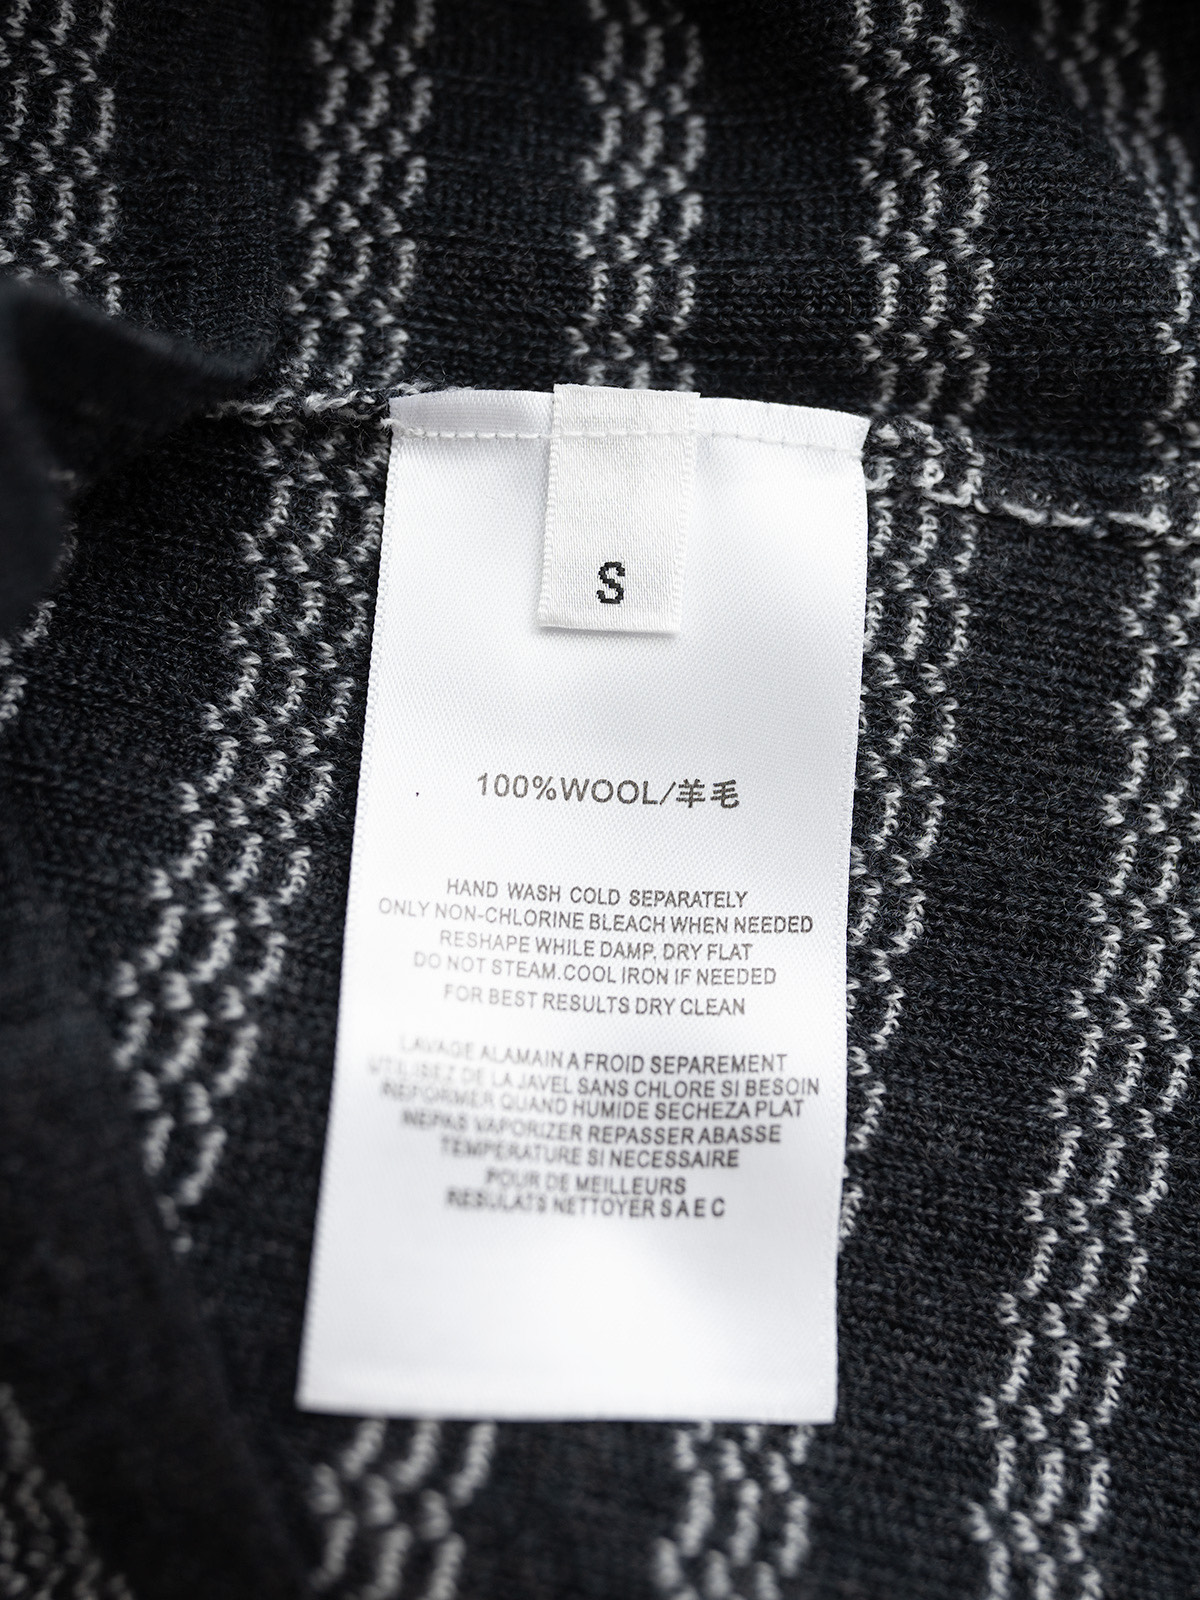 S
100%WOOL/羊毛
HAND WASH COLD SEPARATELY
ONLY NON-CHLORINE BLEACH WHEN NEEDED
RESHAPE WHILE DAMP, DRY FLAT
DO NOT STEAM.COOL IRON IF NEEDED
FOR BEST RESULTS DRY CLEAN
LAVAGE ALAMAIN A FROID SEPAREMENT
UTILISEZ DE LA JAVEL SANS CHLORE SI BESOIN
REFORMER QUAND HUMIDE SECHEZA PLAT
NEPAS VAPORIZER REPASSER ABASSE
TEMPERATURE SI NECESSAIRE
POUR DE MEILLEURS
RESULATS NETTOYER SAEC